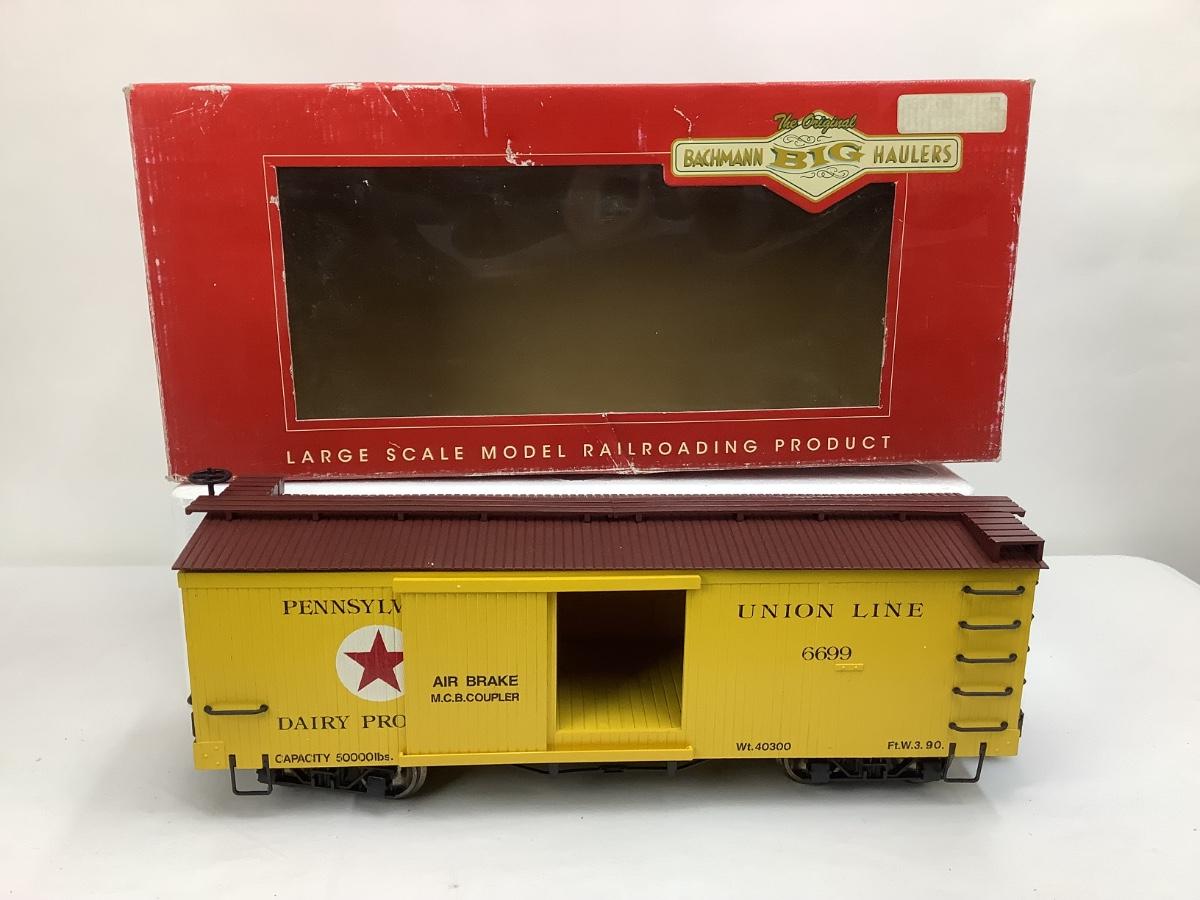 The Original
BACHMANN BIG HAULERS
LARGE SCALE MODEL RAILROADING PRODUCT
PENNSYLV
DAIRY PRO
CAPACITY 50000lbs.
AIR BRAKE
M.C.B.COUPLER
UNION LINE
6699
Wt.40300
Ft.W.3.90.